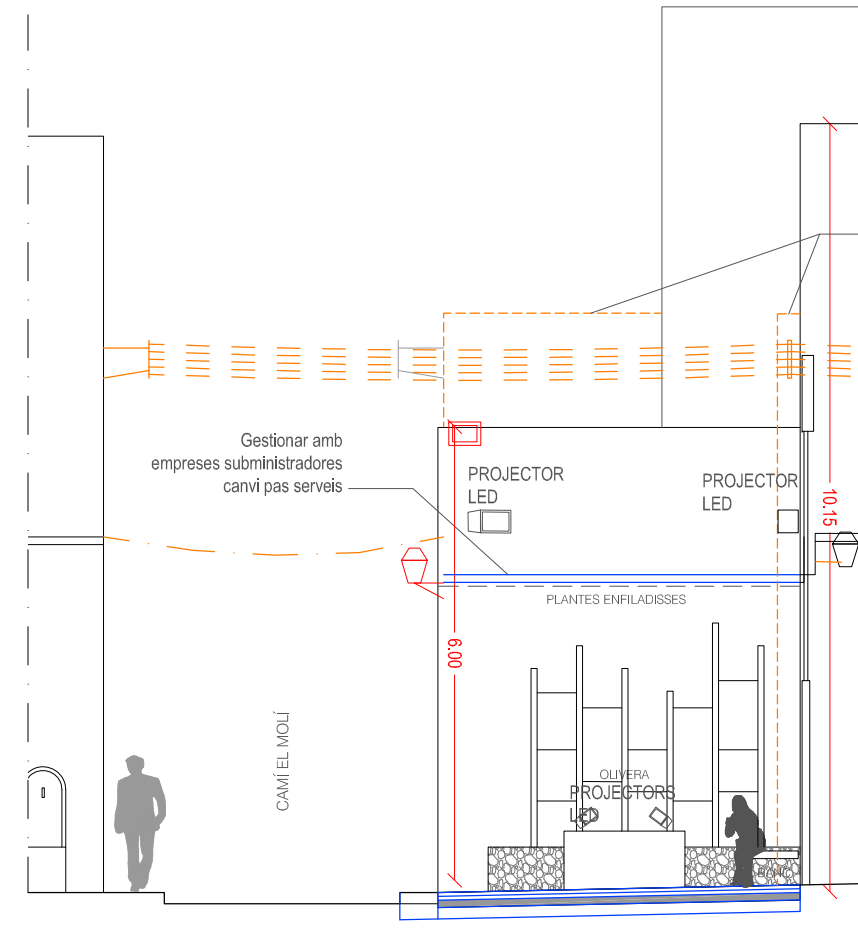 Gestionar amb
empreses subministradores
canvi pas serveis
PROJECTOR
LED
PROJECTOR
LED
10.15
PLANTES ENFILADISSES
6.00
CAMÍ EL MOLÍ
OLIVERA
PROJECTORS
LED
BANC